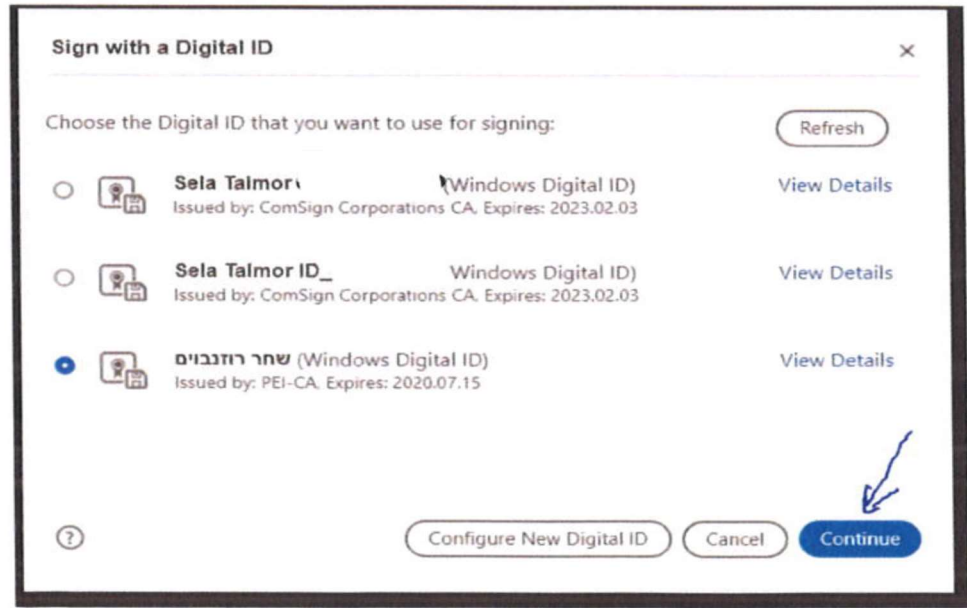 Sign with a Digital ID
×
Choose the Digital ID that you want to use for signing:
Refresh
Sela Talmor (Windows Digital ID)
View Details
Issued by: ComSign Corporations CA, Expires: 2023.02.03
Sela Talmor ID_ Windows Digital ID)
View Details
Issued by: ComSign Corporations CA, Expires: 2023.02.03
שחר רוזנבוים (Windows Digital ID)
View Details
Issued by: PEI-CA, Expires: 2020.07.15
?
Configure New Digital ID
Cancel
Continue